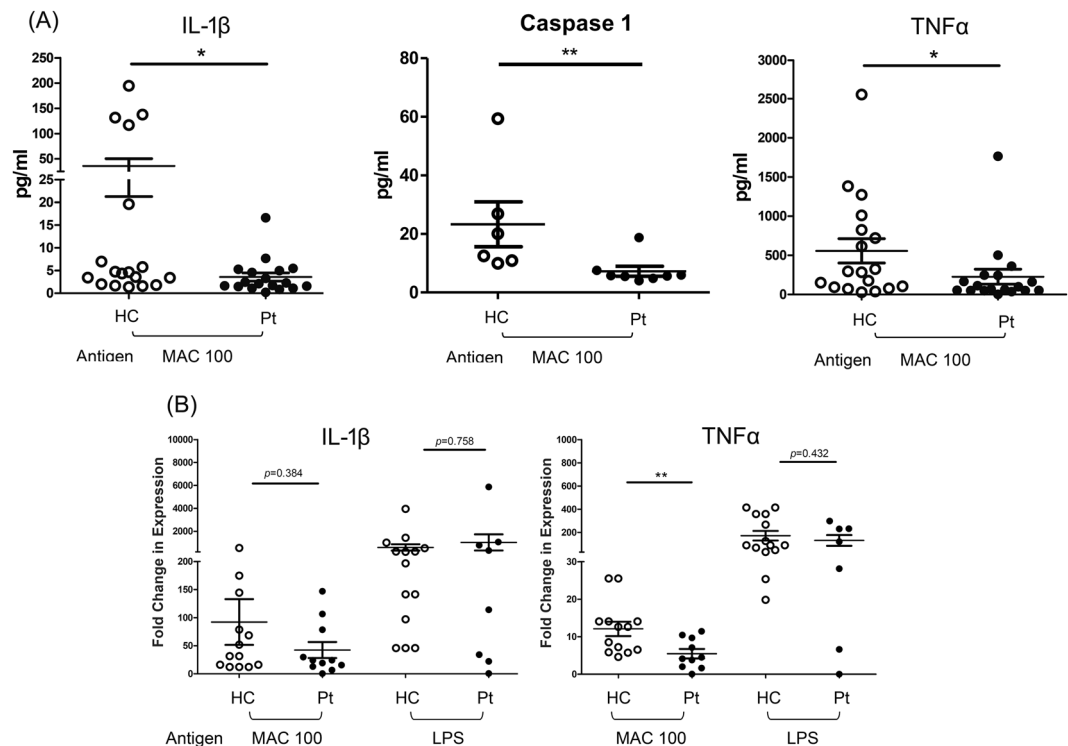 (A)
IL-1β
Caspase 1
TNFα
*
**
*
pg/ml
250
200
150
100
50
25
20
15
10
5
0
pg/ml
80
60
40
20
0
pg/ml
3000
2500
2000
1500
1000
500
0
HC Pt
HC Pt
HC Pt
Antigen MAC 100
Antigen MAC 100
Antigen MAC 100
(B)
IL-1β
TNFα
Fold Change in Expression
10000
8000
6000
4000
2000
200
150
100
50
0
p=0.384
p=0.758
Fold Change in Expression
1000
800
600
400
200
30
20
10
0
**
p=0.432
HC Pt HC Pt
HC Pt HC Pt
Antigen MAC 100 LPS
MAC 100 LPS